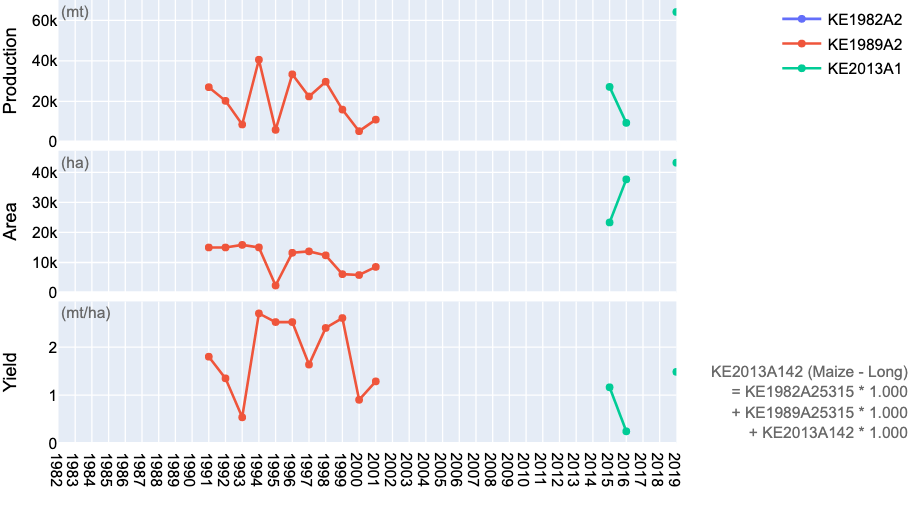 (mt)
Production
60k
40k
20k
0
KE1982A2
KE1989A2
KE2013A1
(ha)
Area
40k
30k
20k
10k
0
(mt/ha)
Yield
2
1
0
KE2013A142 (Maize - Long)
= KE1982A25315 * 1.000
+ KE1989A25315 * 1.000
+ KE2013A142 * 1.000
1982
1983
1984
1985
1986
1987
1988
1989
1990
1991
1992
1993
1994
1995
1996
1997
1998
1999
2000
2001
2002
2003
2004
2005
2006
2007
2008
2009
2010
2011
2012
2013
2014
2015
2016
2017
2018
2019